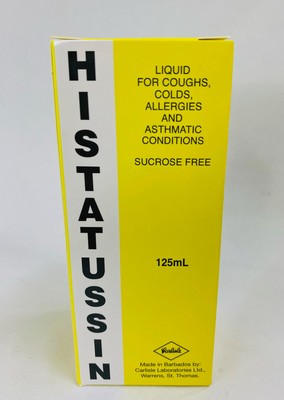 HISTATUSSIN
LIQUID
FOR COUGHS,
COLDS,
ALLERGIES
AND
ASTHMATIC
CONDITIONS
SUCROSE FREE
125mL
Carlisle
Made in Barbados by:
Carlisle Laboratories Ltd.,
Warrens, St. Thomas.